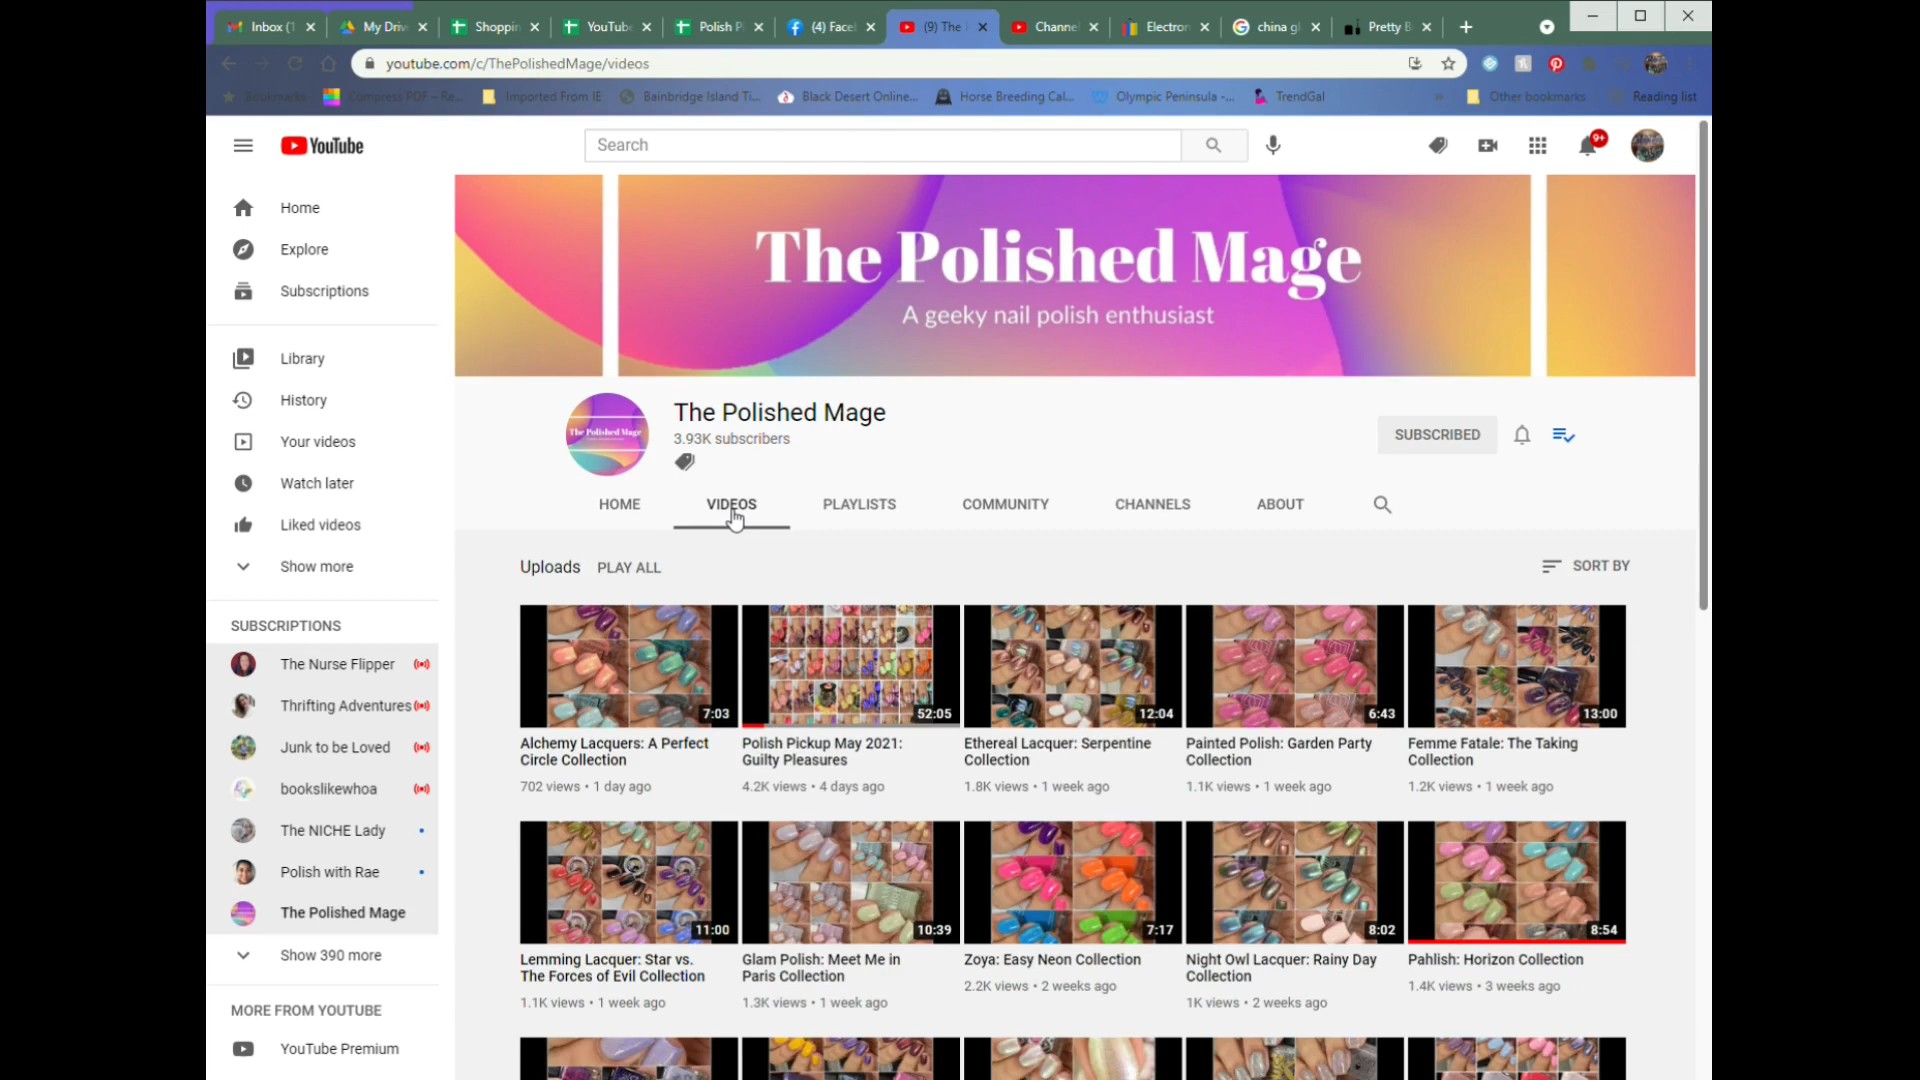 Inbox (1
My Driv
Shoppin
YouTube
Polish P
(4) Face
(9) The
Channe
Electron
china gl
Pretty B
youtube.com/c/ThePolishedMage/videos
Bookmarks
Compress PDF – Re...
Imported From IE
Bainbridge Island Ti...
Black Desert Online...
Horse Breeding Cal...
Olympic Peninsula -...
TrendGal
Other bookmarks
Reading list
YouTube
Search
9+
Home
Explore
Subscriptions
Library
History
Your videos
Watch later
Liked videos
Show more
SUBSCRIPTIONS
The Nurse Flipper
Thrifting Adventures
Junk to be Loved
bookslikewhoa
The NICHE Lady
Polish with Rae
The Polished Mage
Show 390 more
MORE FROM YOUTUBE
YouTube Premium
The Polished Mage
A geeky nail polish enthusiast
The Polished Mage
The Polished Mage
3.93K subscribers
SUBSCRIBED
HOME
VIDEOS
PLAYLISTS
COMMUNITY
CHANNELS
ABOUT
Uploads
PLAY ALL
SORT BY
7:03
Alchemy Lacquers: A Perfect
Circle Collection
702 views • 1 day ago
52:05
Polish Pickup May 2021:
Guilty Pleasures
4.2K views • 4 days ago
12:04
Ethereal Lacquer: Serpentine
Collection
1.8K views • 1 week ago
6:43
Painted Polish: Garden Party
Collection
1.1K views • 1 week ago
13:00
Femme Fatale: The Taking
Collection
1.2K views • 1 week ago
11:00
Lemming Lacquer: Star vs.
The Forces of Evil Collection
1.1K views • 1 week ago
10:39
Glam Polish: Meet Me in
Paris Collection
1.3K views • 1 week ago
7:17
Zoya: Easy Neon Collection
2.2K views • 2 weeks ago
8:02
Night Owl Lacquer: Rainy Day
Collection
1K views • 2 weeks ago
8:54
Pahlish: Horizon Collection
1.4K views • 3 weeks ago